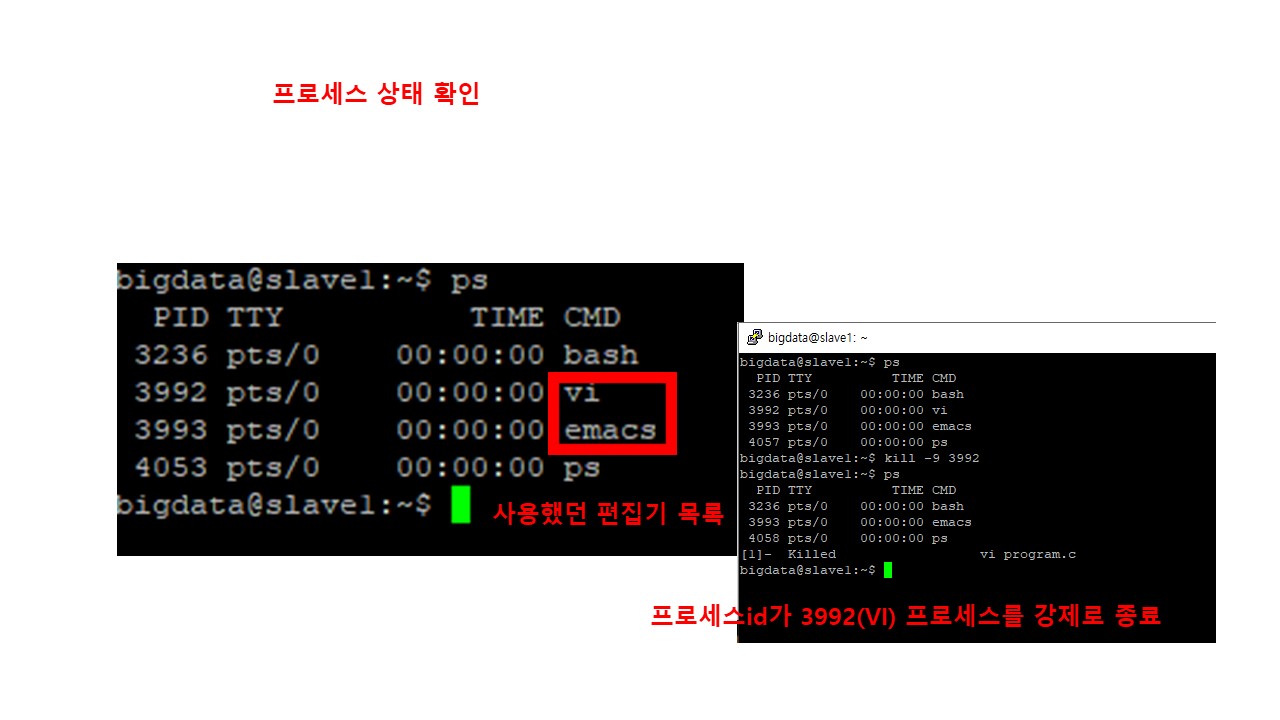 프로세스 상태 확인
bigdata@slave1:~$ ps
PID TTY TIME CMD
3236 pts/0 00:00:00 bash
3992 pts/0 00:00:00 vi
3993 pts/0 00:00:00 emacs
4053 pts/0 00:00:00 ps
bigdata@slave1:~$
사용했던 편집기 목록
bigdata@slave1: ~
bigdata@slave1:~$ ps
PID TTY TIME CMD
3236 pts/0 00:00:00 bash
3992 pts/0 00:00:00 vi
3993 pts/0 00:00:00 emacs
4057 pts/0 00:00:00 ps
bigdata@slave1:~$ kill -9 3992
bigdata@slave1:~$ ps
PID TTY TIME CMD
3236 pts/0 00:00:00 bash
3993 pts/0 00:00:00 emacs
4058 pts/0 00:00:00 ps
[1]- Killed vi program.c
bigdata@slave1:~$
프로세스id가 3992(VI) 프로세스를 강제로 종료